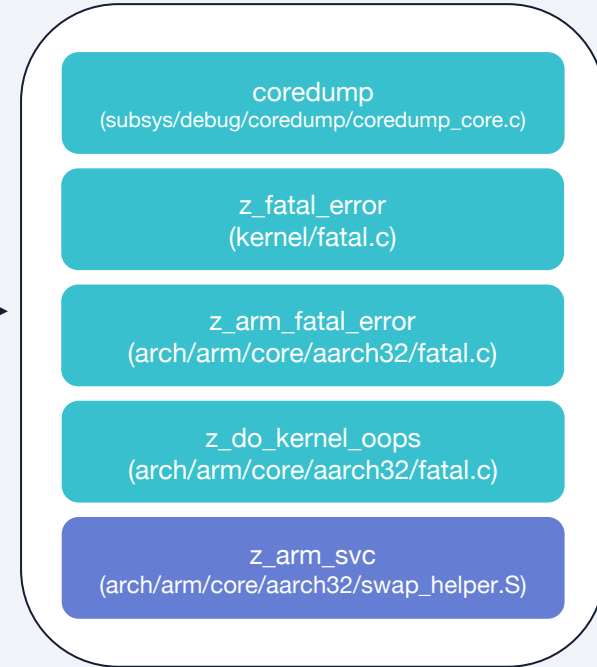 coredump
(subsys/debug/coredump/coredump_core.c)
z_fatal_error
(kernel/fatal.c)
z_arm_fatal_error
(arch/arm/core/aarch32/fatal.c)
z_do_kernel_oops
(arch/arm/core/aarch32/fatal.c)
z_arm_svc
(arch/arm/core/aarch32/swap_helper.S)